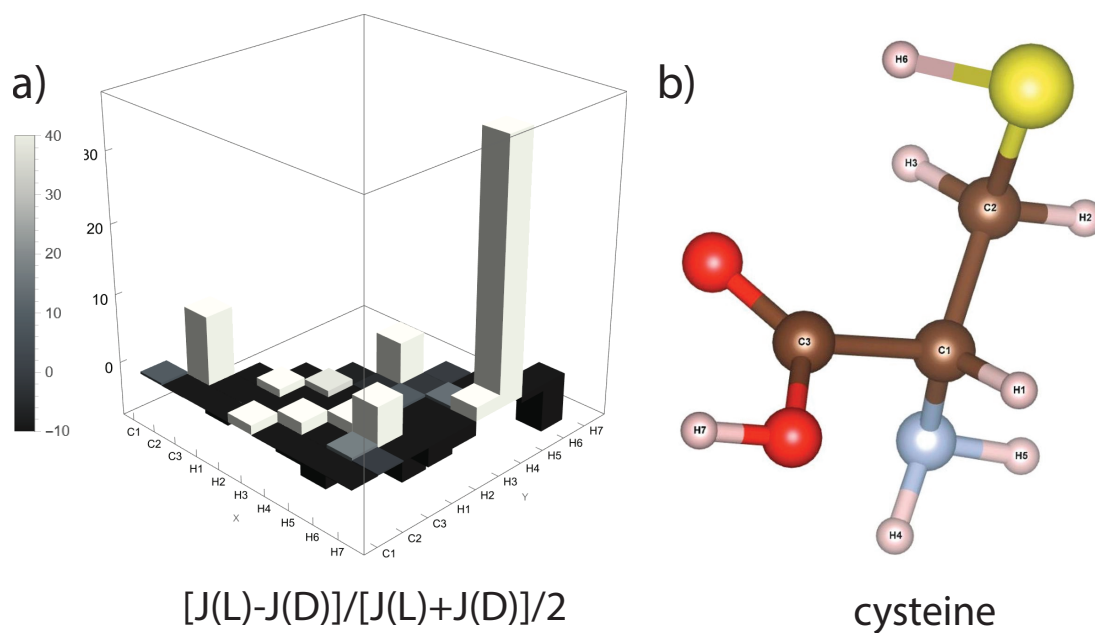 a)
40
30
20
10
0
−10
30
20
10
0
C1
C2
C3
H1
H2
H3
H4
H5
H6
H7
X
C1
C2
C3
H1
H2
H3
H4
H5
H6
H7
Y
[J(L)-J(D)]/[J(L)+J(D)]/2
b)
H6
H3
C2
H2
C3
C1
H1
H7
H5
H4
cysteine